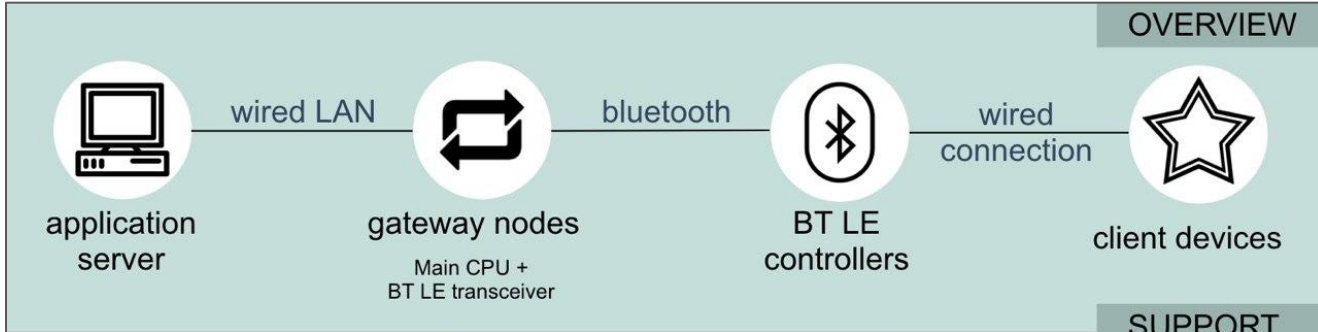 OVERVIEW
wired LAN
bluetooth
wired
connection
application
server
gateway nodes
Main CPU +
BT LE transceiver
BT LE
controllers
client devices
SUPPORT